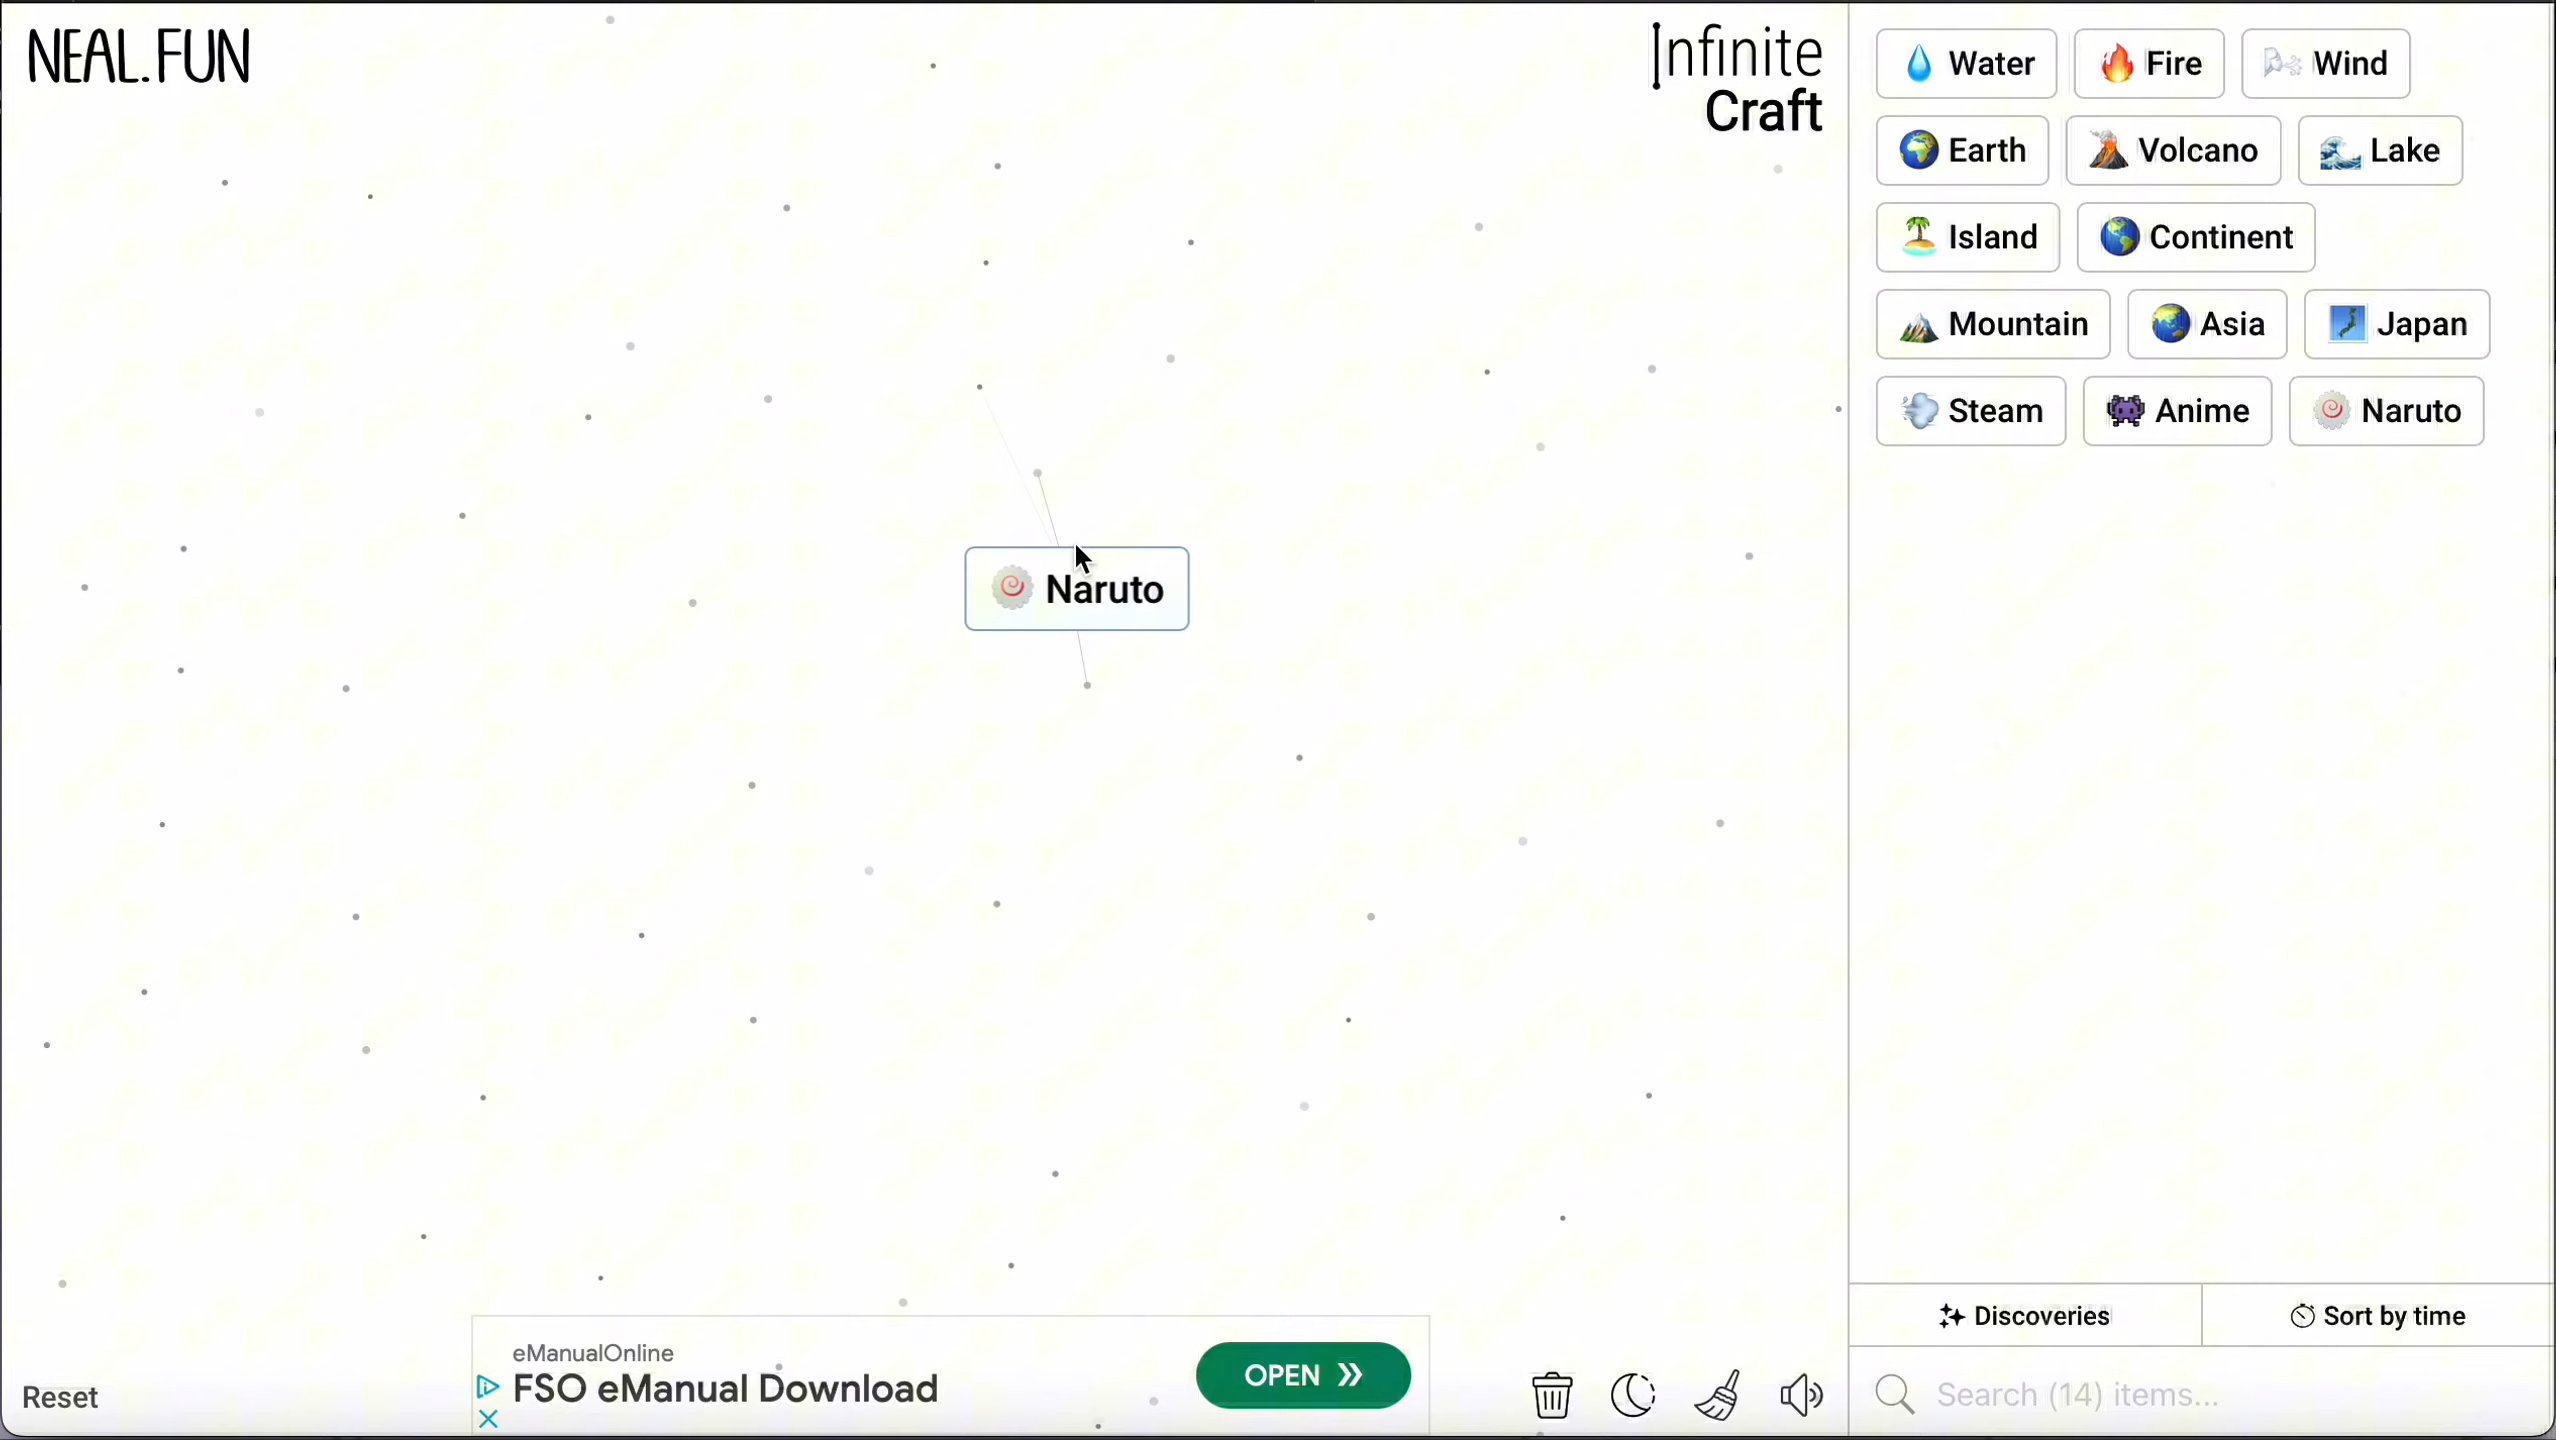 NEAL.FUN
Infinite
Craft
Water Fire Wind
Earth Volcano Lake
Island Continent
Mountain Asia Japan
Steam Anime Naruto
Naruto
Discoveries Sort by time
Search (14) items...
eManualOnline
FSO eManual Download
OPEN
Reset